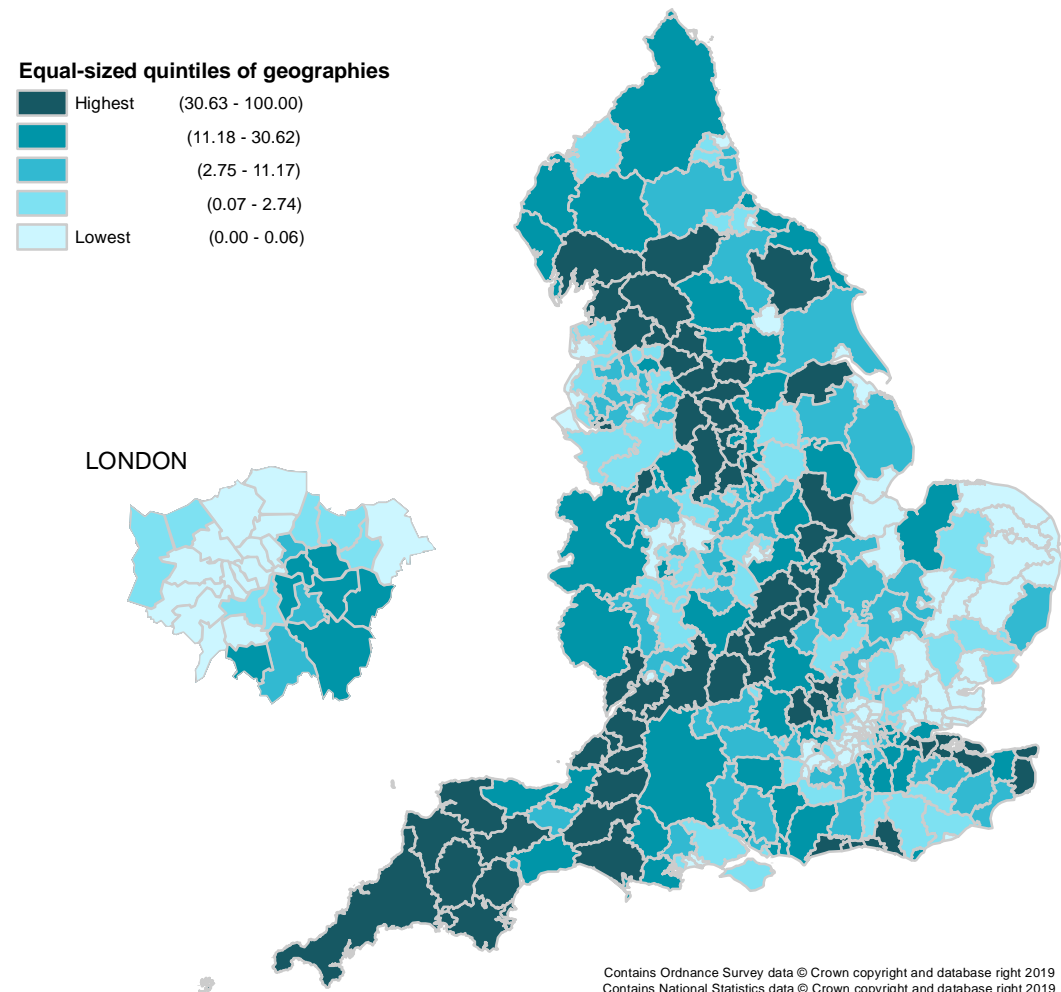 Equal-sized quintiles of geographies
Highest (30.63 - 100.00)
(11.18 - 30.62)
(2.75 - 11.17)
(0.07 - 2.74)
Lowest (0.00 - 0.06)
LONDON
Contains Ordnance Survey data © Crown copyright and database right 2019
Contains National Statistics data © Crown copyright and database right 2019